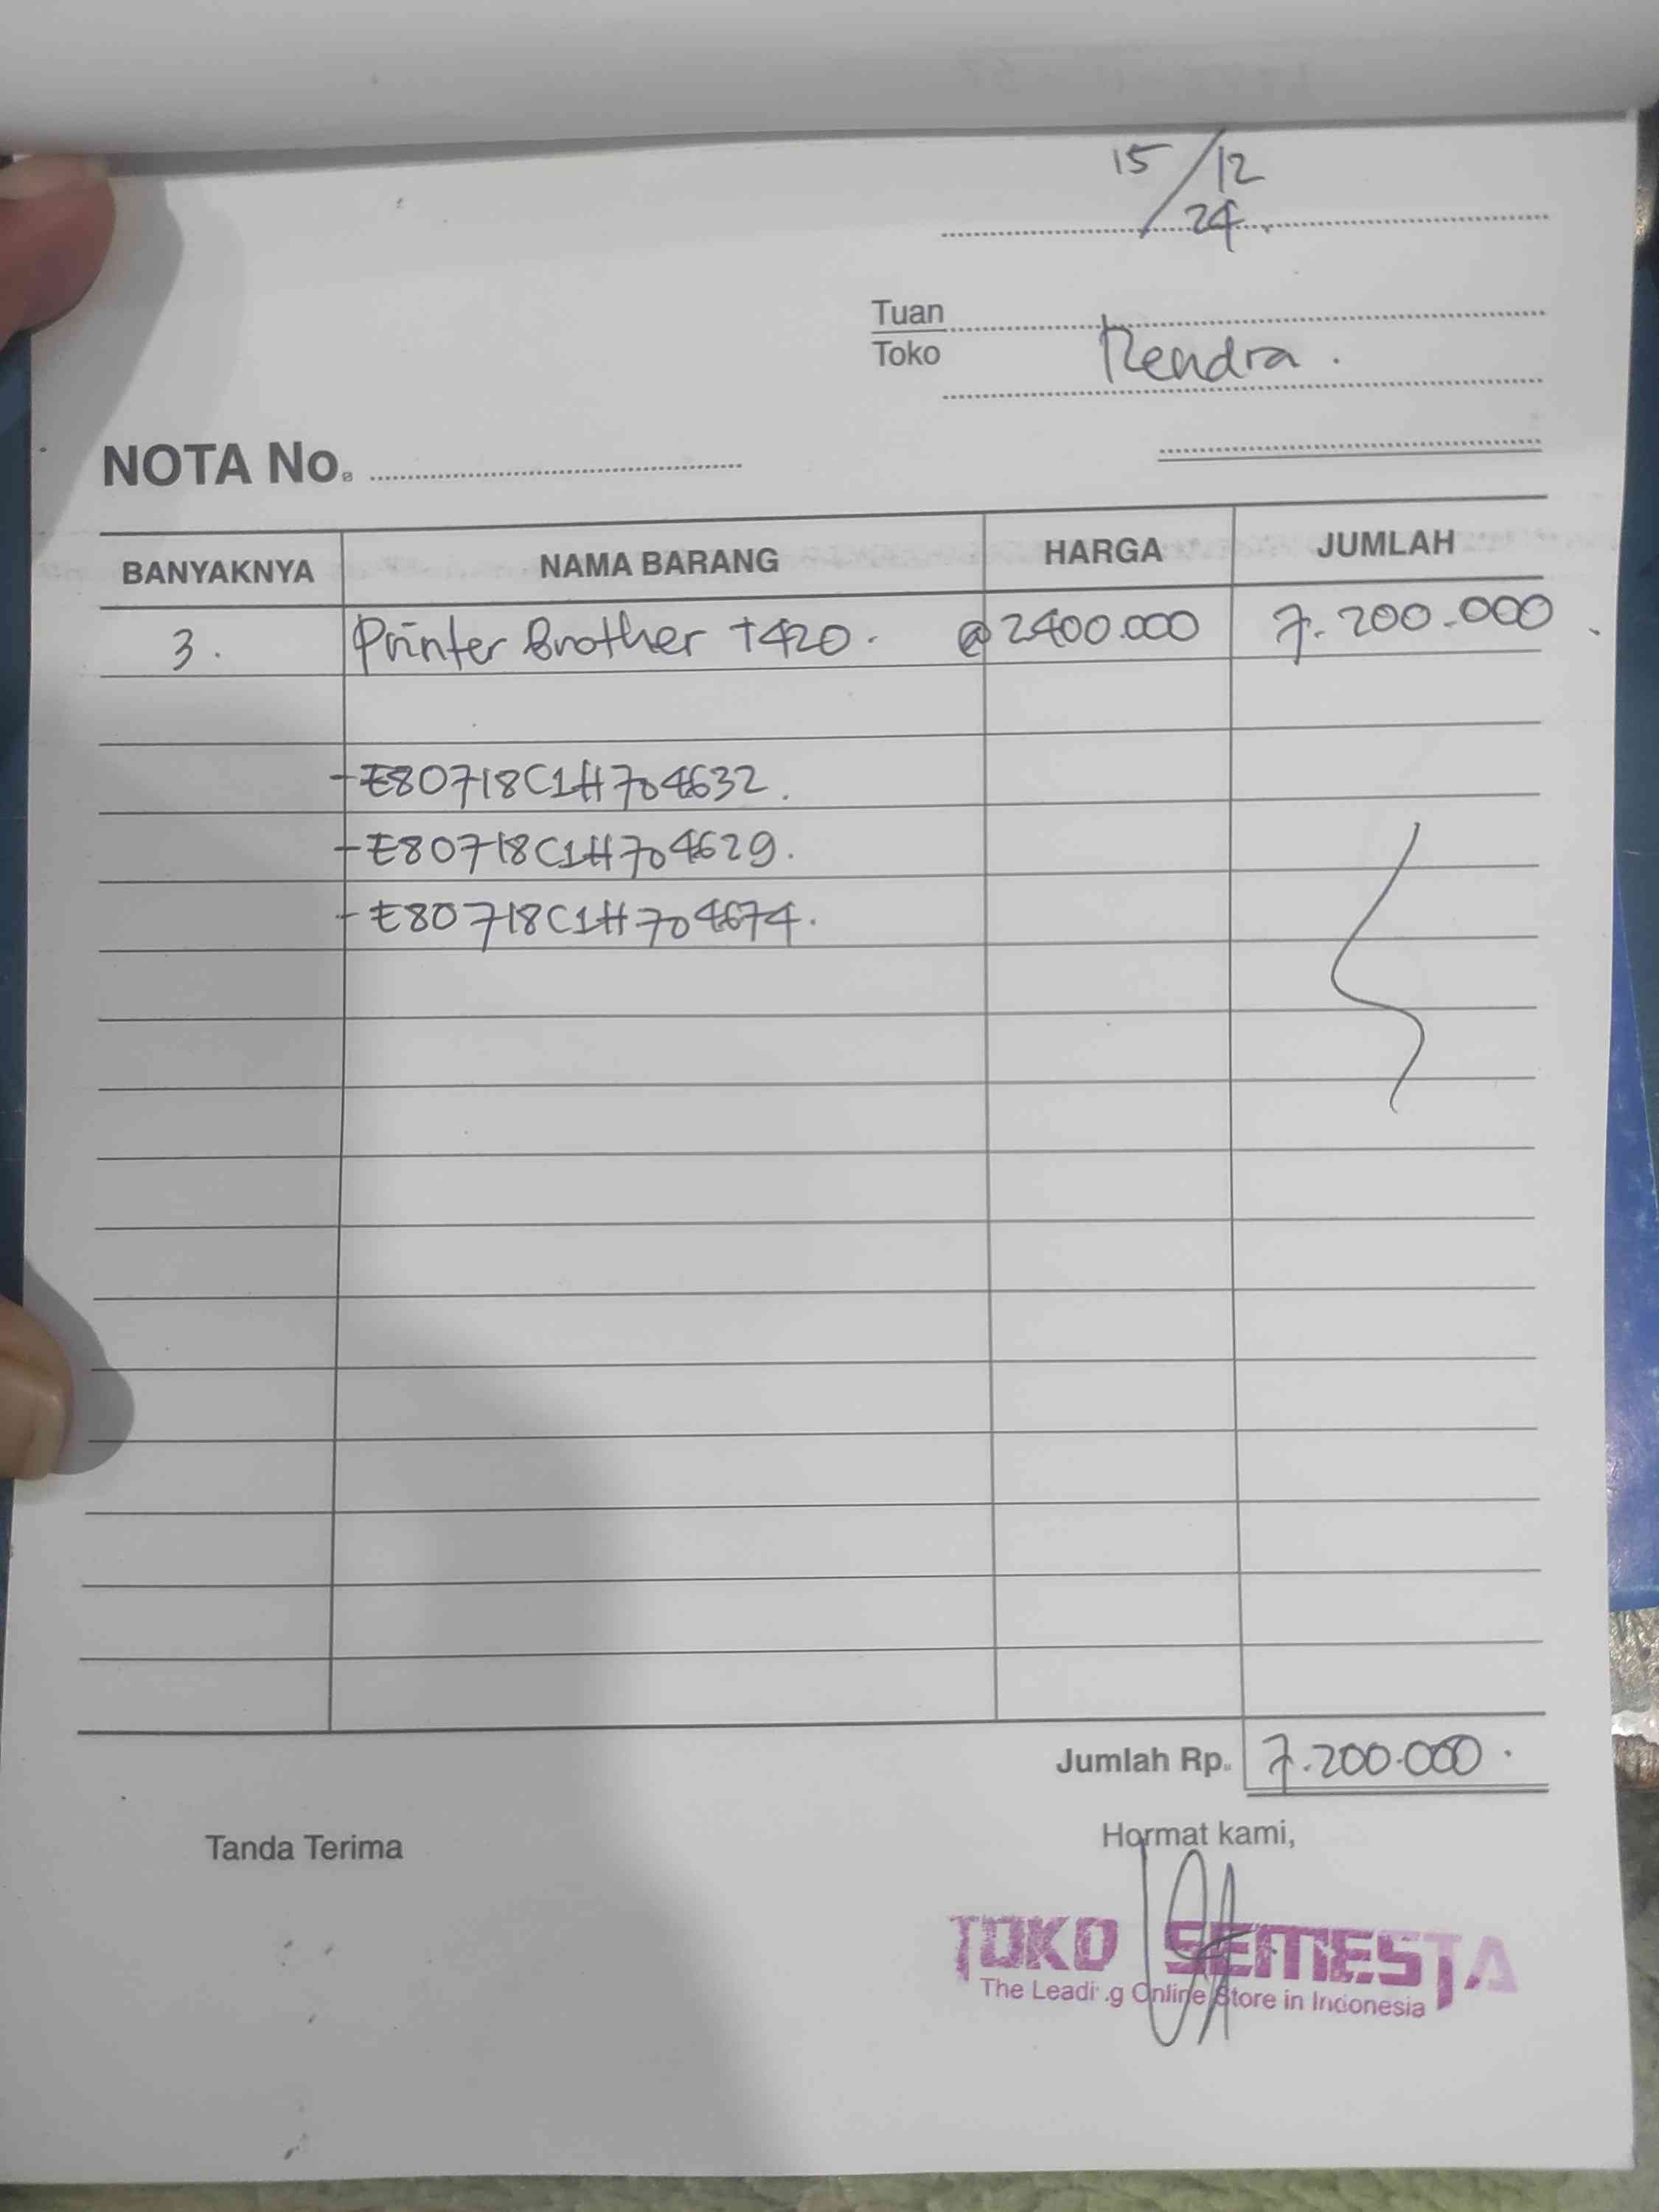 15/12
24.
Tuan
Toko
Rendra.
NOTA No.
BANYAKNYA NAMA BARANG HARGA JUMLAH
3. Printer Brother T420. @ 2400.000 7.200.000.
- E80718C1H704632.
- E80718C1H704629.
- E80718C1H704674.
Jumlah Rp. 7.200.000.
Tanda Terima Hormat kami,
TOKO SEMESTA
The Leading Online Store in Indonesia